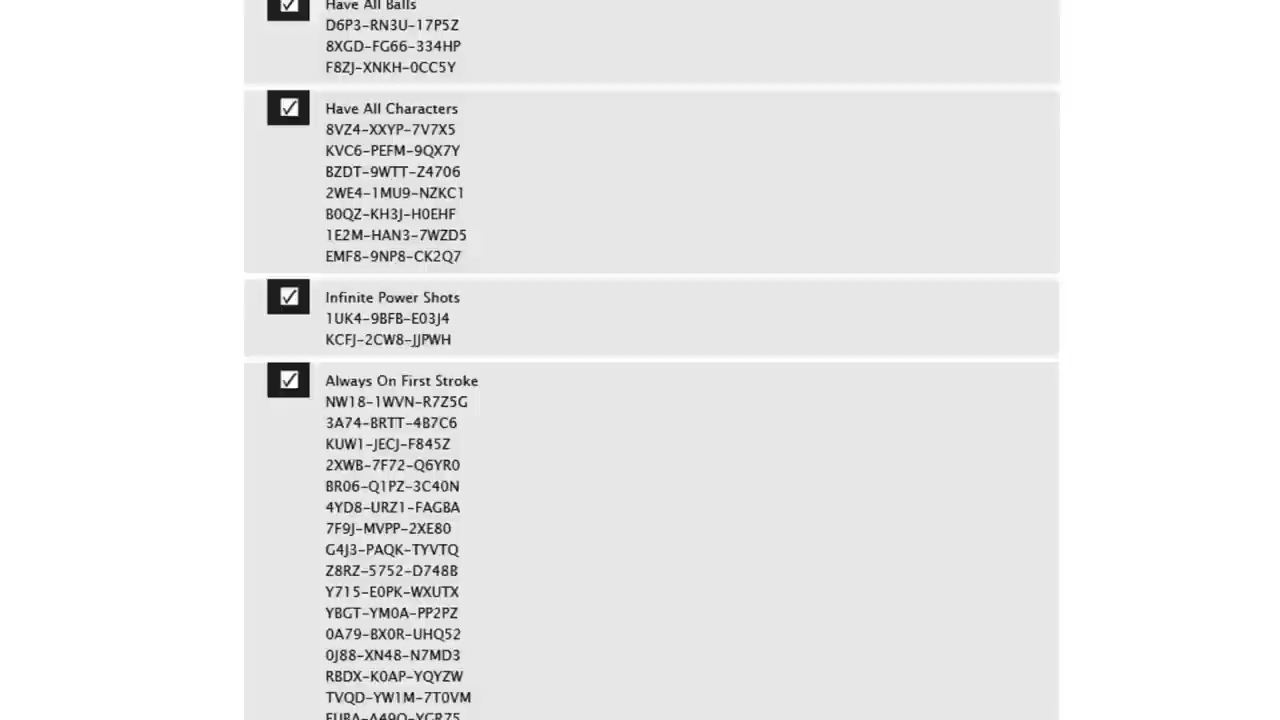 Have All Balls
D6P3-RN3U-17P5Z
8XGD-FG66-334HP
F8ZJ-XNKH-0CC5Y
Have All Characters
8VZ4-XXYP-7V7X5
KVC6-PEFM-9QX7Y
BZDT-9WTT-Z4706
2WE4-1MU9-NZKC1
B0QZ-KH3J-H0EHF
1E2M-HAN3-7WZD5
EMF8-9NP8-CK2Q7
Infinite Power Shots
1UK4-9BFB-E03J4
KCFJ-2CW8-JJPWH
Always On First Stroke
NW18-1WVN-R7Z5G
3A74-BRTT-4B7C6
KUW1-JECJ-F845Z
2XWB-7F72-Q6YR0
BR06-Q1PZ-3C40N
4YD8-URZ1-FAGBA
7F9J-MVPP-2XE80
G4J3-PAQK-TYVTQ
Z8RZ-5752-D748B
Y715-E0PK-WXUTX
YBGT-YM0A-PP2PZ
0A79-BX0R-UHQ52
0J88-XN48-N7MD3
RBDX-K0AP-YQYZW
TVQD-YW1M-7T0VM